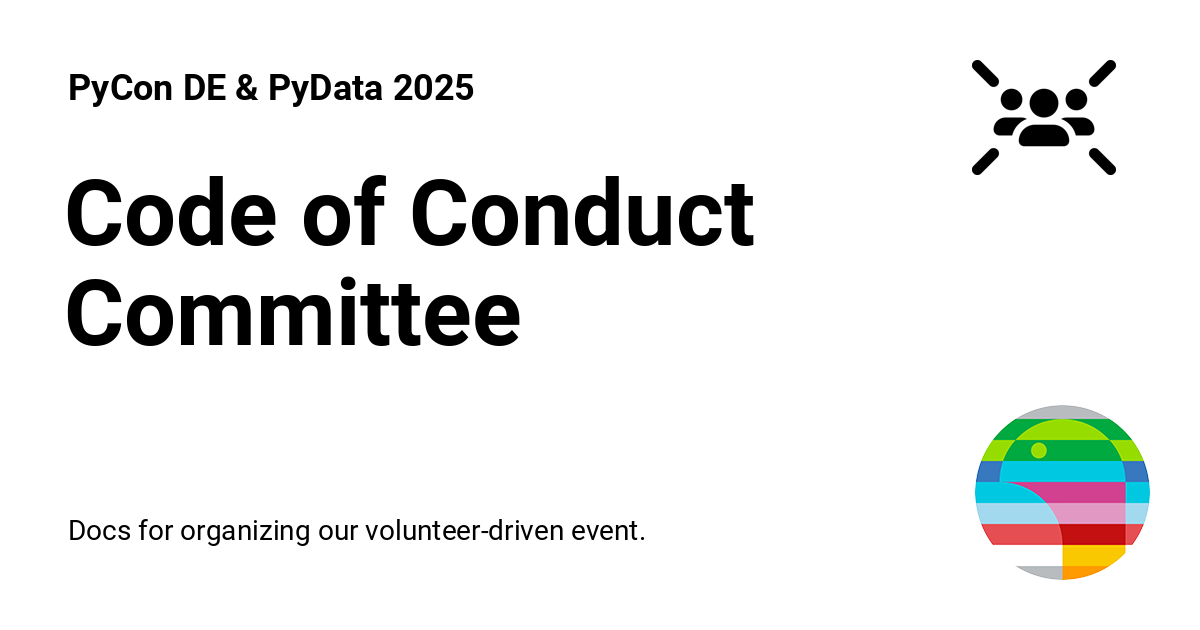 PyCon DE & PyData 2025
Code of Conduct
Committee
Docs for organizing our volunteer-driven event.